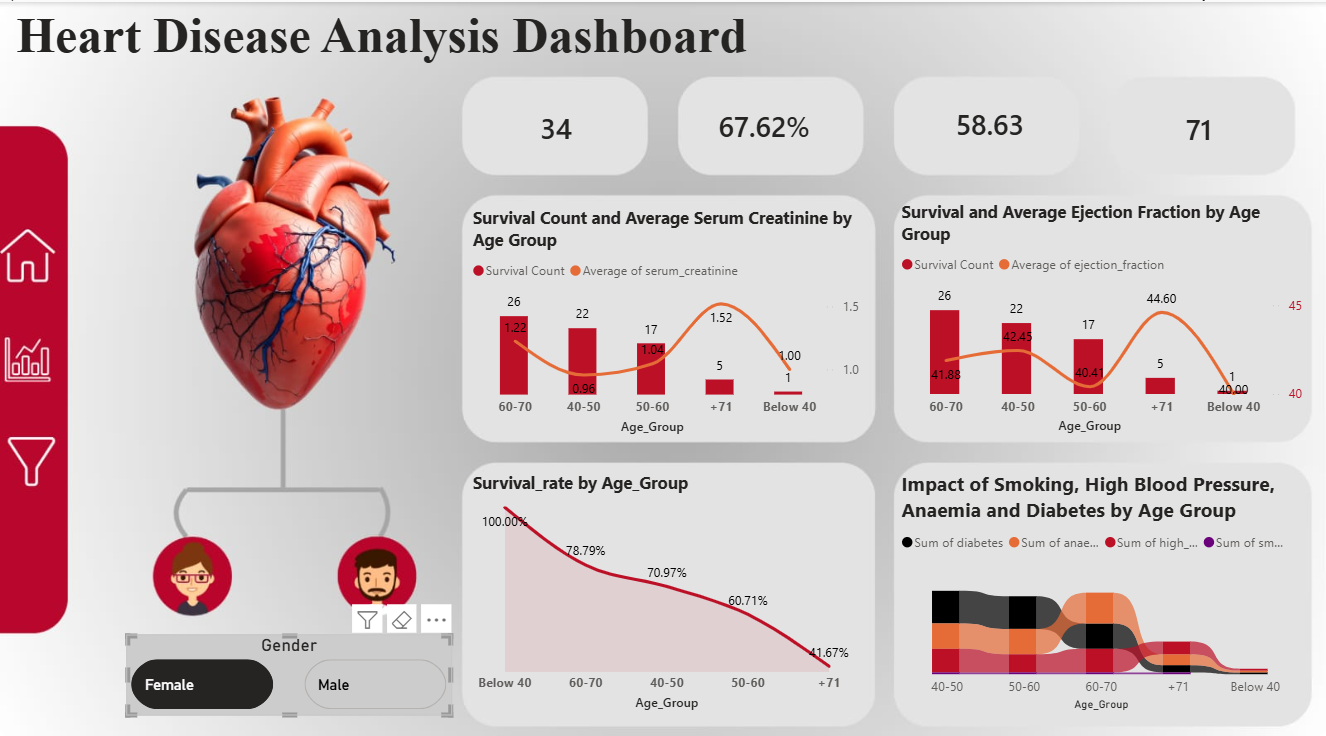 Heart Disease Analysis Dashboard
34
67.62%
58.63
71
Survival Count and Average Serum Creatinine by
Age Group
Survival Count Average of serum_creatinine
26
22
17
5
1
1.22
0.96
1.04
1.52
1.00
1.5
1.0
60-70 40-50 50-60 +71 Below 40
Age_Group
Survival and Average Ejection Fraction by Age
Group
Survival Count Average of ejection_fraction
26
22
17
5
1
41.88
42.45
40.41
44.60
40.00
45
40
60-70 40-50 50-60 +71 Below 40
Age_Group
Survival_rate by Age_Group
100.00%
78.79%
70.97%
60.71%
41.67%
Below 40 60-70 40-50 50-60 +71
Age_Group
Impact of Smoking, High Blood Pressure,
Anaemia and Diabetes by Age Group
Sum of diabetes Sum of anae... Sum of high_... Sum of sm...
40-50 50-60 60-70 +71 Below 40
Age_Group
Gender
Female Male